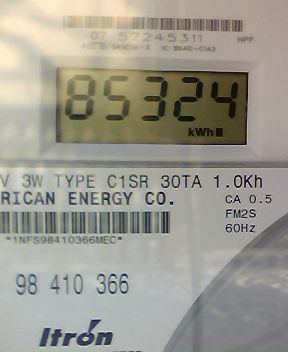 07 57245311
85324
kWh
V 3W TYPE C1SR 30TA 1.0Kh
RICAN ENERGY CO.
CA 0.5
FM2S
60Hz
*1NFS98410366MEC*
98 410 366
Itrón